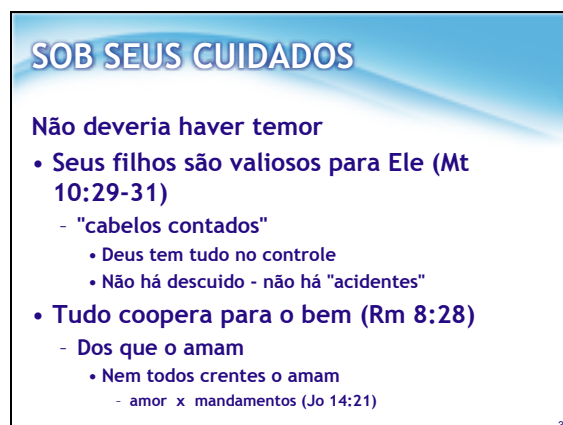 SOB SEUS CUIDADOS
Não deveria haver temor
• Seus filhos são valiosos para Ele (Mt
10:29-31)
– "cabelos contados"
• Deus tem tudo no controle
• Não há descuido - não há "acidentes"
• Tudo coopera para o bem (Rm 8:28)
– Dos que o amam
• Nem todos crentes o amam
– amor x mandamentos (Jo 14:21)